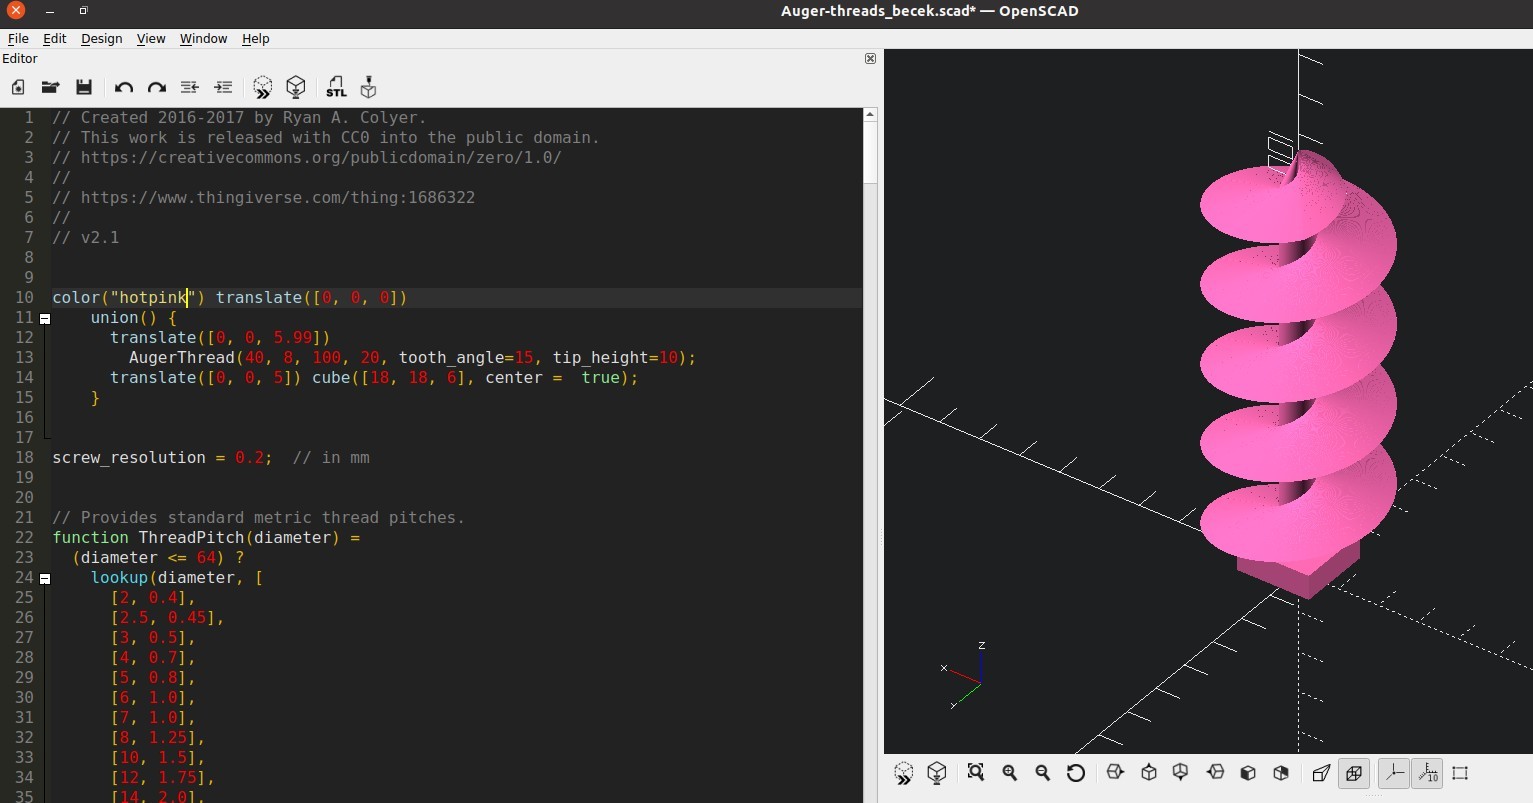 Auger-threads_becek.scad* — OpenSCAD
File Edit Design View Window Help
Editor
STL
1 // Created 2016-2017 by Ryan A. Colyer.
2 // This work is released with CC0 into the public domain.
3 // https://creativecommons.org/publicdomain/zero/1.0/
4 //
5 // https://www.thingiverse.com/thing:1686322
6 //
7 // v2.1
8
9
10 color("hotpink") translate([0, 0, 0])
11 union() {
12 translate([0, 0, 5.99])
13 AugerThread(40, 8, 100, 20, tooth_angle=15, tip_height=10);
14 translate([0, 0, 5]) cube([18, 18, 6], center =  true);
15 }
16
17
18 screw_resolution = 0.2;  // in mm
19
20
21 // Provides standard metric thread pitches.
22 function ThreadPitch(diameter) =
23 (diameter <= 64) ?
24 lookup(diameter, [
25 [2, 0.4],
26 [2.5, 0.45],
27 [3, 0.5],
28 [4, 0.7],
29 [5, 0.8],
30 [6, 1.0],
31 [7, 1.0],
32 [8, 1.25],
33 [10, 1.5],
34 [12, 1.75],
35 [14, 2.0],
z
x
y
10